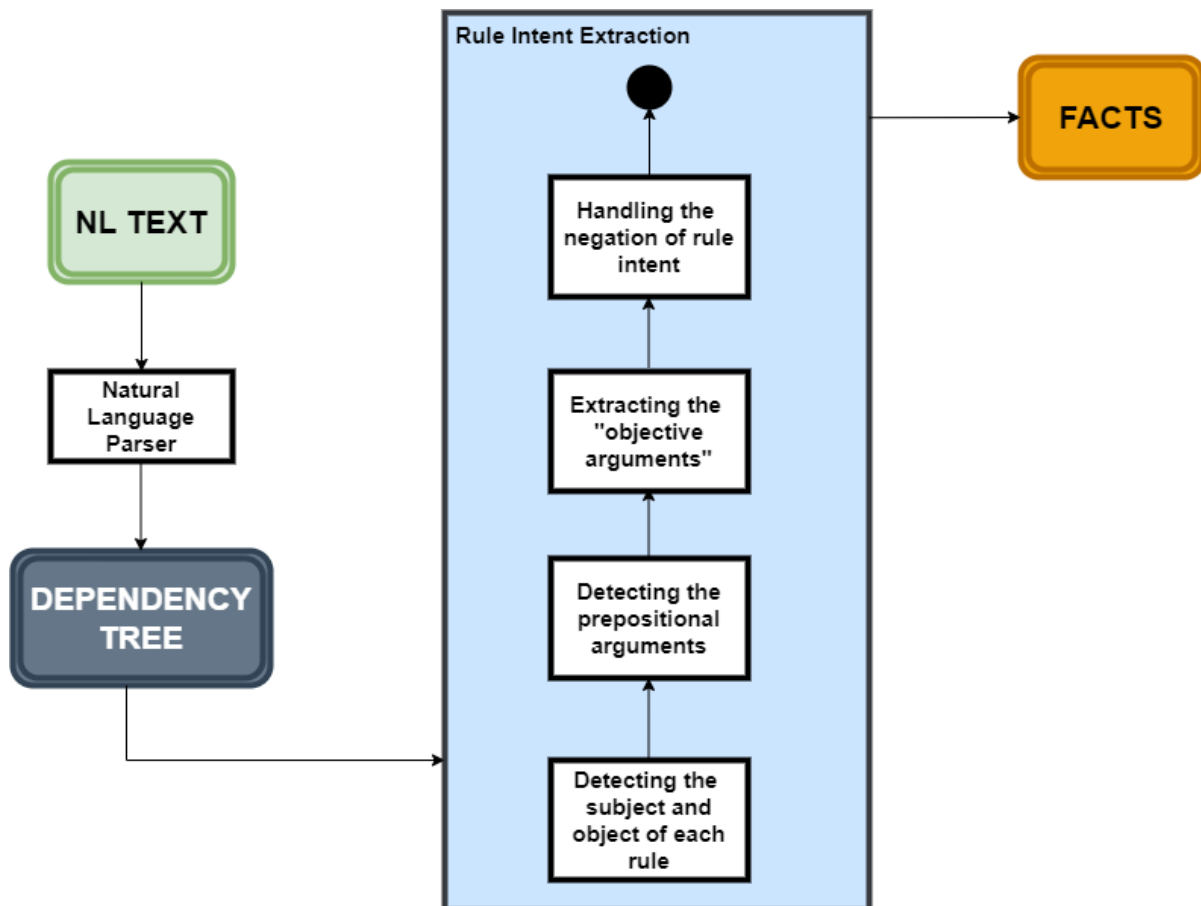 Rule Intent Extraction
FACTS
NL TEXT
Handling the
negation of rule
intent
Natural
Language
Parser
Extracting the
"objective
arguments"
DEPENDENCY
TREE
Detecting the
prepositional
arguments
Detecting the
subject and
object of each
rule